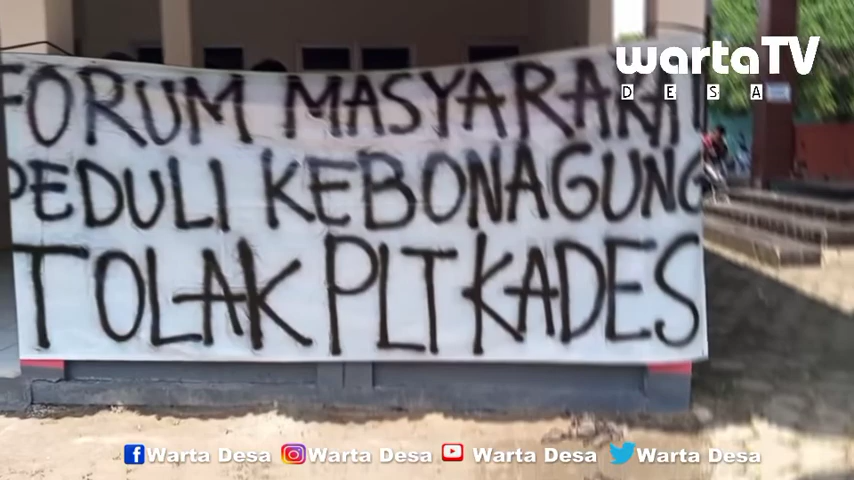 wartaTV
DESA
FORUM MASYARAKAT
PEDULI KEBONAGUNG
TOLAK PLT KADES
Warta Desa Warta Desa Warta Desa Warta Desa